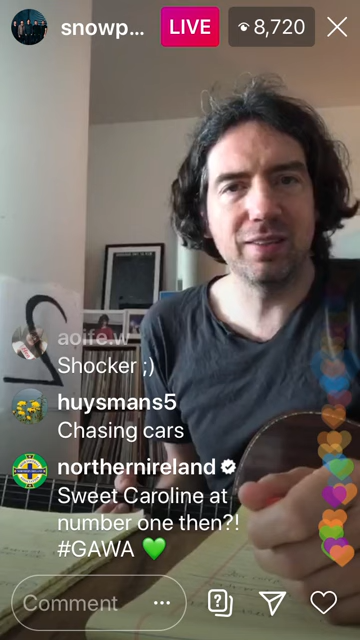 snowp...
LIVE
8,720
aoife.w
Shocker ;)
huysmans5
Chasing cars
northernireland
Sweet Caroline at
number one then?!
#GAWA 💚
Comment